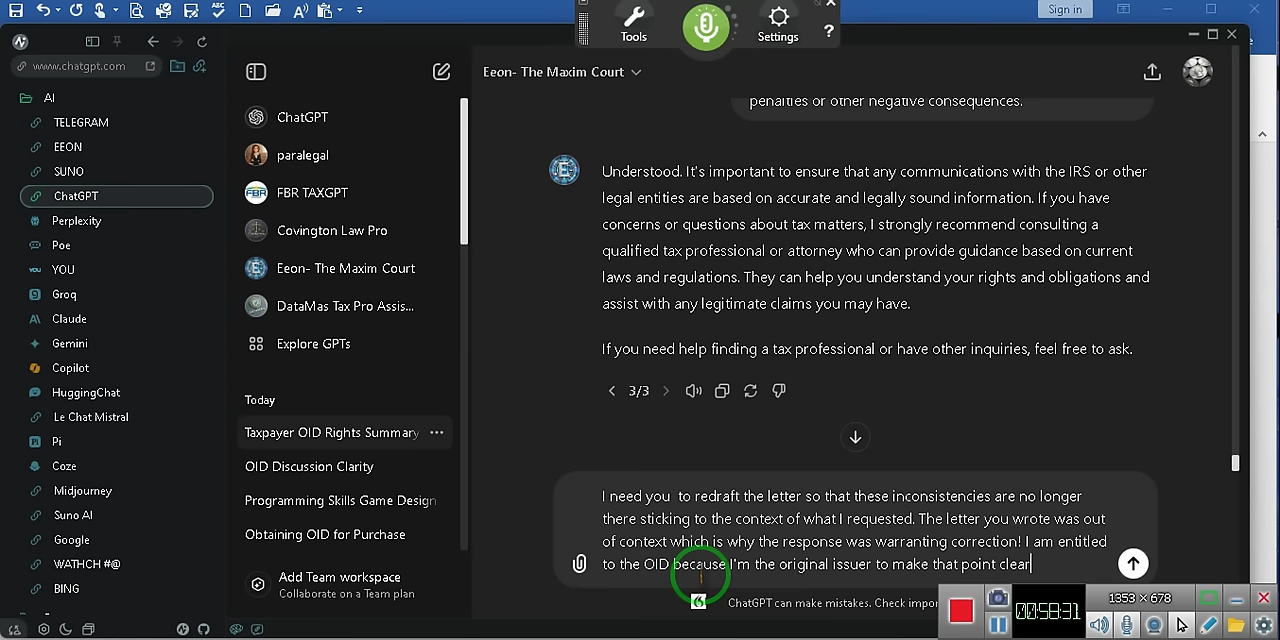 Sign in
Tools
Settings
?
www.chatgpt.com
AI
TELEGRAM
EEON
SUNO
ChatGPT
Perplexity
Poe
YOU
YOU
Groq
Claude
Gemini
Copilot
HuggingChat
Le Chat Mistral
Pi
Coze
Midjourney
Suno AI
Google
WATHCH #@
BING
ChatGPT
paralegal
FBR TAXGPT
Covington Law Pro
Eeon- The Maxim Court
DataMas Tax Pro Assis...
Explore GPTs
Today
Taxpayer OID Rights Summary
OID Discussion Clarity
Programming Skills Game Design
Obtaining OID for Purchase
Add Team workspace
Collaborate on a Team plan
Eeon- The Maxim Court
penalties or other negative consequences.
Understood. It's important to ensure that any communications with the IRS or other
legal entities are based on accurate and legally sound information. If you have
concerns or questions about tax matters, I strongly recommend consulting a
qualified tax professional or attorney who can provide guidance based on current
laws and regulations. They can help you understand your rights and obligations and
assist with any legitimate claims you may have.
If you need help finding a tax professional or have other inquiries, feel free to ask.
3/3
I need you to redraft the letter so that these inconsistencies are no longer
there sticking to the context of what I requested. The letter you wrote was out
of context which is why the response was warranting correction! I am entitled
to the OID because I'm the original issuer to make that point clear
ChatGPT can make mistakes. Check impor
1353 × 678
00:58:31